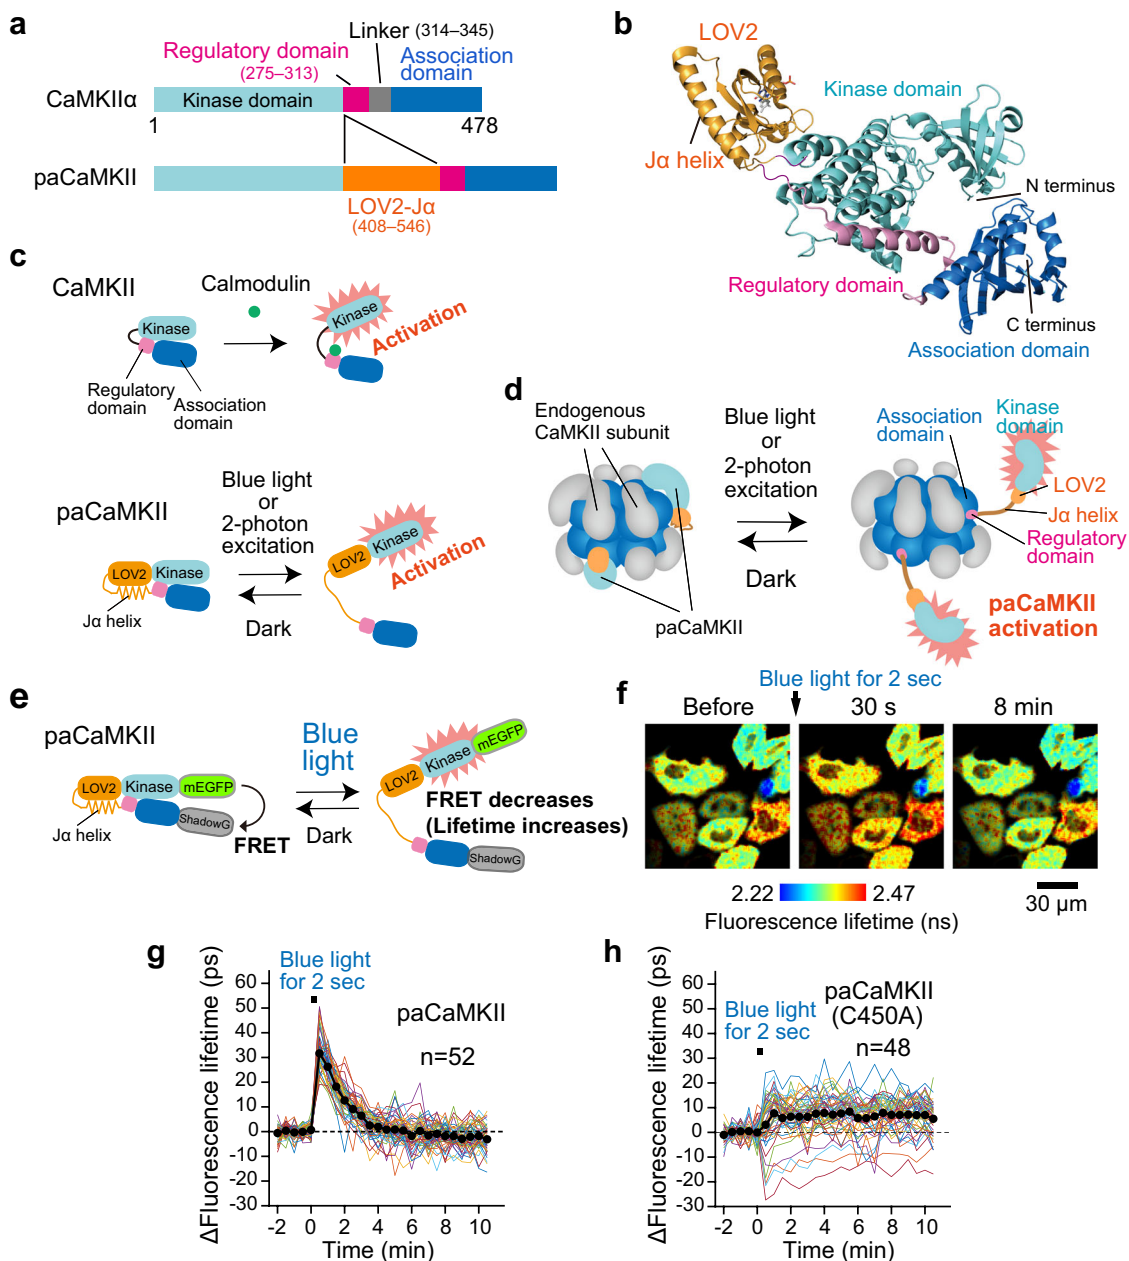 a
Linker (314–345)
Regulatory domain
(275–313)
Association
domain
CaMKIIα
Kinase domain
1
478
paCaMKII
LOV2-Jα
(408–546)
b
LOV2
Kinase domain
Jα helix
N terminus
Regulatory domain
C terminus
Association domain
c
CaMKII
Calmodulin
Kinase
Kinase
Activation
Regulatory
domain
Association
domain
paCaMKII
Blue light
or
2-photon
excitation
LOV2
Kinase
LOV2
Kinase
Activation
Jα helix
Dark
d
Endogenous
CaMKII subunit
Blue light
or
2-photon
excitation
Dark
paCaMKII
Association
domain
Kinase
domain
LOV2
Jα helix
Regulatory
domain
paCaMKII
activation
e
paCaMKII
LOV2
Kinase
mEGFP
ShadowG
Jα helix
FRET
Blue
light
Dark
LOV2
Kinase
mEGFP
FRET decreases
(Lifetime increases)
ShadowG
f
Blue light for 2 sec
Before
30 s
8 min
2.22
2.47
Fluorescence lifetime (ns)
30 μm
g
Blue light
for 2 sec
paCaMKII
n=52
ΔFluorescence lifetime (ps)
60
50
40
30
20
10
0
-10
-20
-30
-2 0 2 4 6 8 10
Time (min)
h
Blue light
for 2 sec
paCaMKII
(C450A)
n=48
ΔFluorescence lifetime (ps)
60
50
40
30
20
10
0
-10
-20
-30
-2 0 2 4 6 8 10
Time (min)